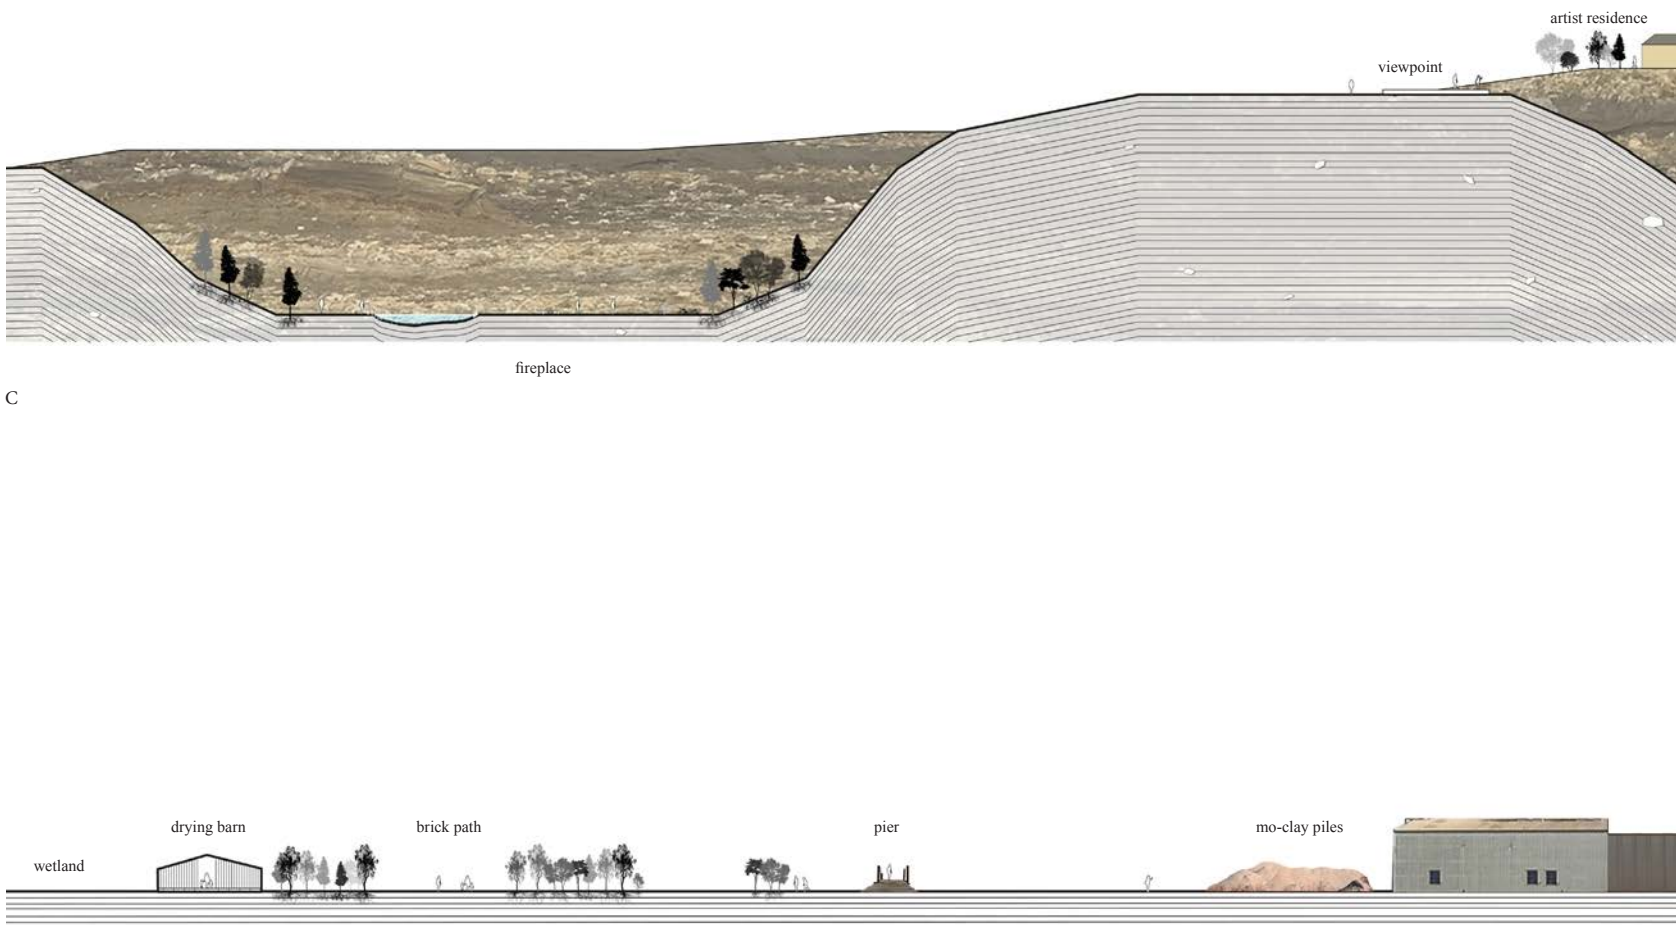 artist residence
viewpoint
fireplace
C
drying barn
brick path
pier
mo-clay piles
wetland